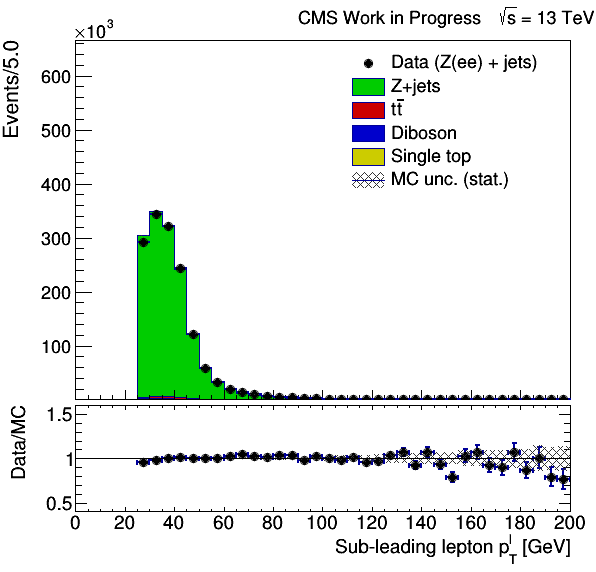 CMS Work in Progress √s = 13 TeV
×10³
Events/5.0
600
500
400
300
200
100
Data (Z(ee) + jets)
Z+jets
tt̅
Diboson
Single top
MC unc. (stat.)
Data/MC
1.5
1
0.5
0 20 40 60 80 100 120 140 160 180 200
Sub-leading lepton p_T^l [GeV]